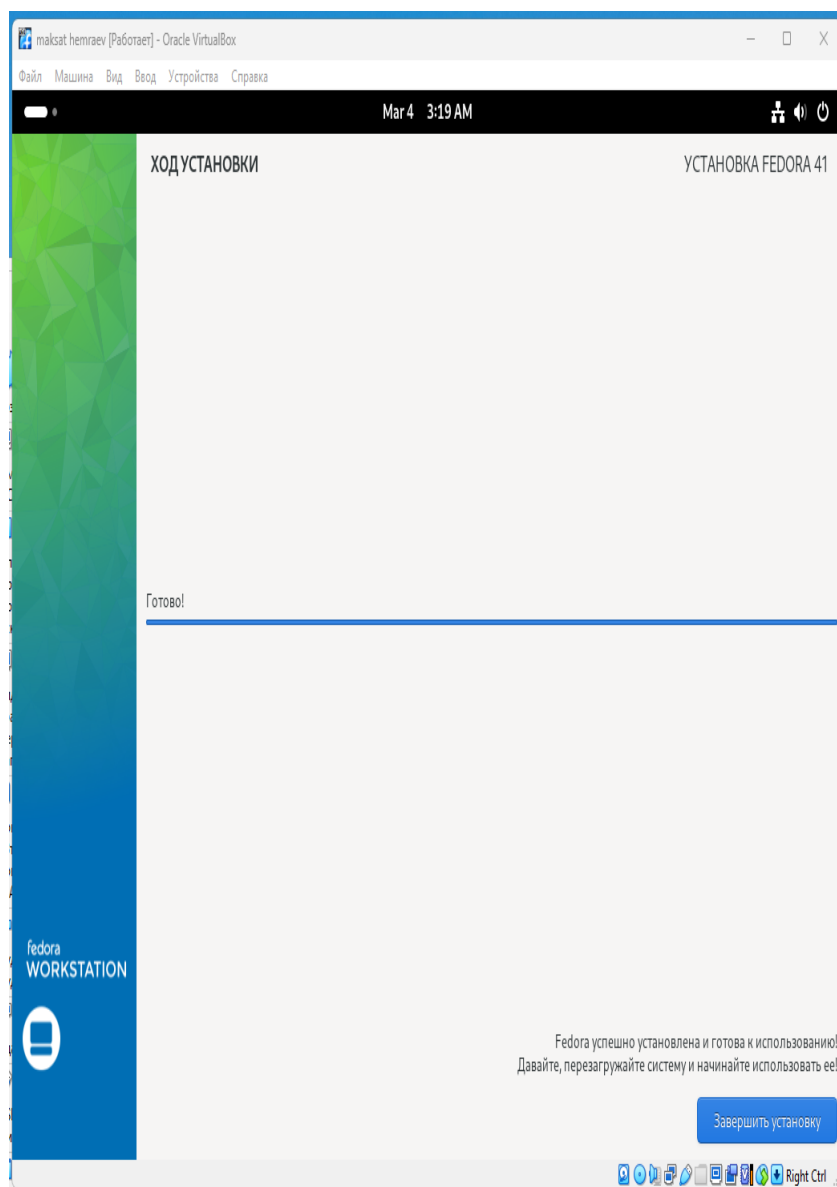 maksat hemraev [Работает] - Oracle VirtualBox
Файл Машина Вид Ввод Устройства Справка
Mar 4 3:19 AM
ХОД УСТАНОВКИ
УСТАНОВКА FEDORA 41
Готово!
fedora
WORKSTATION
Fedora успешно установлена и готова к использованию!
Давайте, перезагружайте систему и начинайте использовать ее!
Завершить установку
Right Ctrl